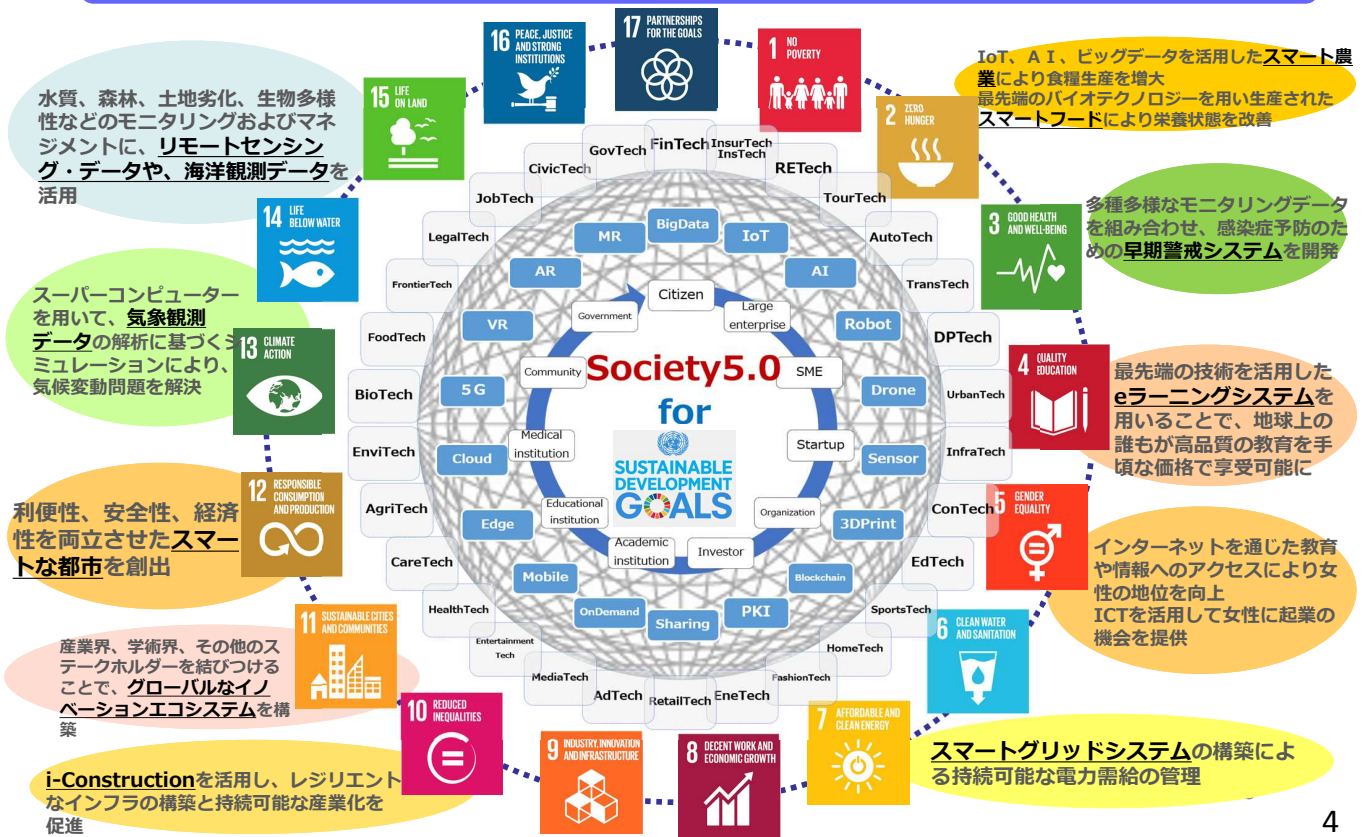 16 PEACE, JUSTICE
AND STRONG
INSTITUTIONS
17 PARTNERSHIPS
FOR THE GOALS
1 NO
POVERTY
2 ZERO
HUNGER
IoT、ＡＩ、ビッグデータを活用したスマート農
業により食糧生産を増大
最先端のバイオテクノロジーを用い生産された
スマートフードにより栄養状態を改善
3 GOOD HEALTH
AND WELL-BEING
多種多様なモニタリングデータ
を組み合わせ、感染症予防のた
めの早期警戒システムを開発
4 QUALITY
EDUCATION
最先端の技術を活用した
eラーニングシステムを
用いることで、地球上の
誰もが高品質の教育を手
頃な価格で享受可能に
5 GENDER
EQUALITY
インターネットを通じた教育
や情報へのアクセスにより女
性の地位を向上
ICTを活用して女性に起業の
機会を提供
6 CLEAN WATER
AND SANITATION
7 AFFORDABLE AND
CLEAN ENERGY
スマートグリッドシステムの構築によ
る持続可能な電力需給の管理
8 DECENT WORK AND
ECONOMIC GROWTH
9 INDUSTRY, INNOVATION
AND INFRASTRUCTURE
i-Constructionを活用し、レジリエント
なインフラの構築と持続可能な産業化を
促進
10 REDUCED
INEQUALITIES
産業界、学術界、その他のス
テークホルダーを結びつける
ことで、グローバルなイノ
ベーションエコシステムを構
築
11 SUSTAINABLE CITIES
AND COMMUNITIES
利便性、安全性、経済
性を両立させたスマー
トな都市を創出
12 RESPONSIBLE
CONSUMPTION
AND PRODUCTION
スーパーコンピューター
を用いて、気象観測
データの解析に基づくシ
ミュレーションにより、
気候変動問題を解決
13 CLIMATE
ACTION
14 LIFE
BELOW WATER
15 LIFE
ON LAND
水質、森林、土地劣化、生物多様
性などのモニタリングおよびマネ
ジメントに、リモートセンシン
グ・データや、海洋観測データを
活用
FinTech
InsurTech
InsTech
RETech
TourTech
AutoTech
TransTech
DPTech
UrbanTech
InfraTech
ConTech
EdTech
SportsTech
HomeTech
FashionTech
EneTech
RetailTech
AdTech
MediaTech
Entertainment
Tech
HealthTech
CareTech
AgriTech
EnviTech
BioTech
FoodTech
FrontierTech
LegalTech
JobTech
CivicTech
GovTech
BigData
IoT
AI
Robot
Drone
Sensor
3DPrint
Blockchain
PKI
Sharing
OnDemand
Mobile
Edge
Cloud
5G
VR
AR
MR
Citizen
Large
enterprise
SME
Startup
Organization
Investor
Academic
institution
Educational
institution
Medical
institution
Community
Government
Society5.0
for
SUSTAINABLE
DEVELOPMENT
GOALS
4